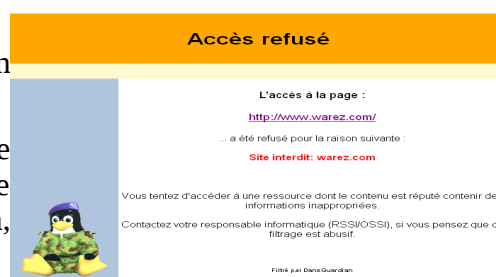 Accès refusé
L'accès à la page :
http://www.warez.com/
... a été refusé pour la raison suivante :
Site interdit: warez.com
Vous tentez d'accéder à une ressource dont le contenu est réputé contenir de
informations inappropriées.
Contactez votre responsable informatique (RSSI/OSSI), si vous pensez que c
filtrage est abusif.
Filtré par DansGuardian